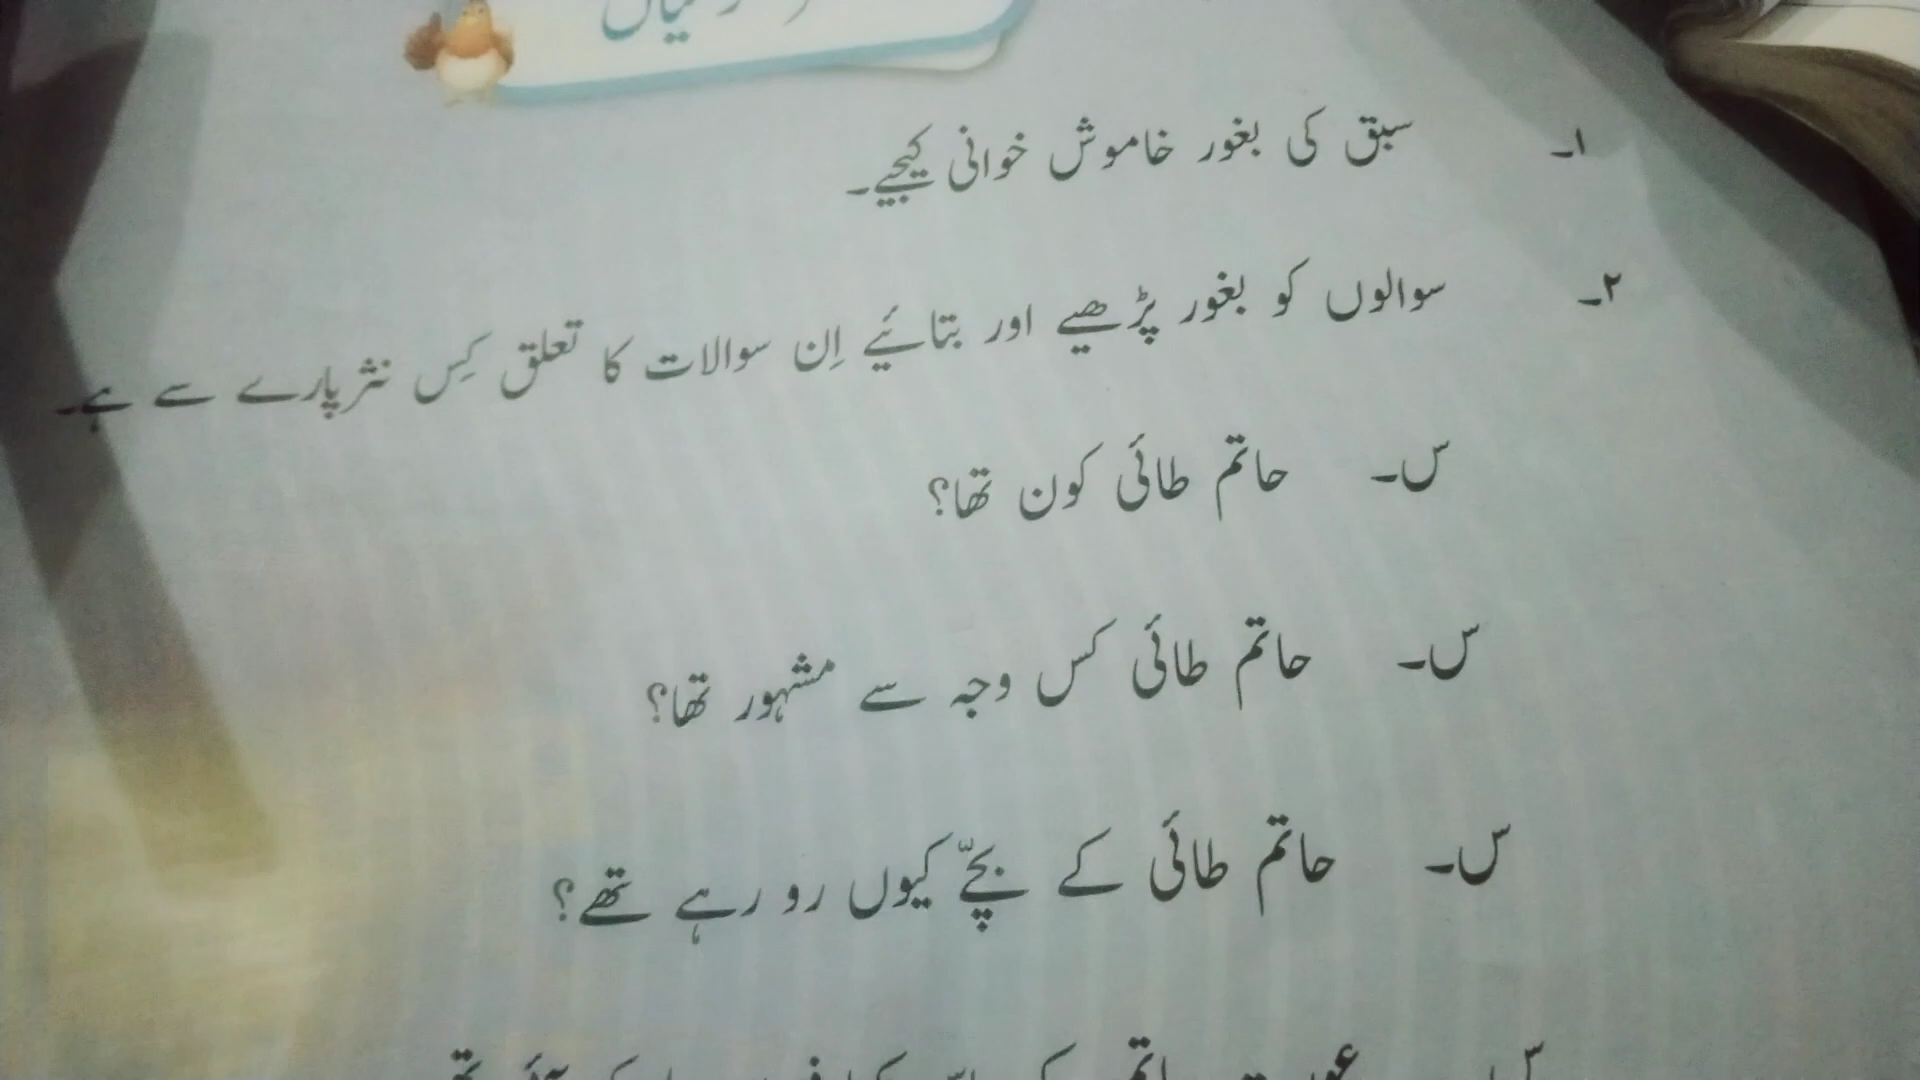 ۱۔ سبق کی بغور خاموش خوانی کیجیے۔
۲۔ سوالوں کو بغور پڑھیے اور بتائیے اِن سوالات کا تعلق کِس نثر پارے سے ہے۔
س۔ حاتم طائی کون تھا؟
س۔ حاتم طائی کس وجہ سے مشہور تھا؟
س۔ حاتم طائی کے بچّے کیوں رو رہے تھے؟